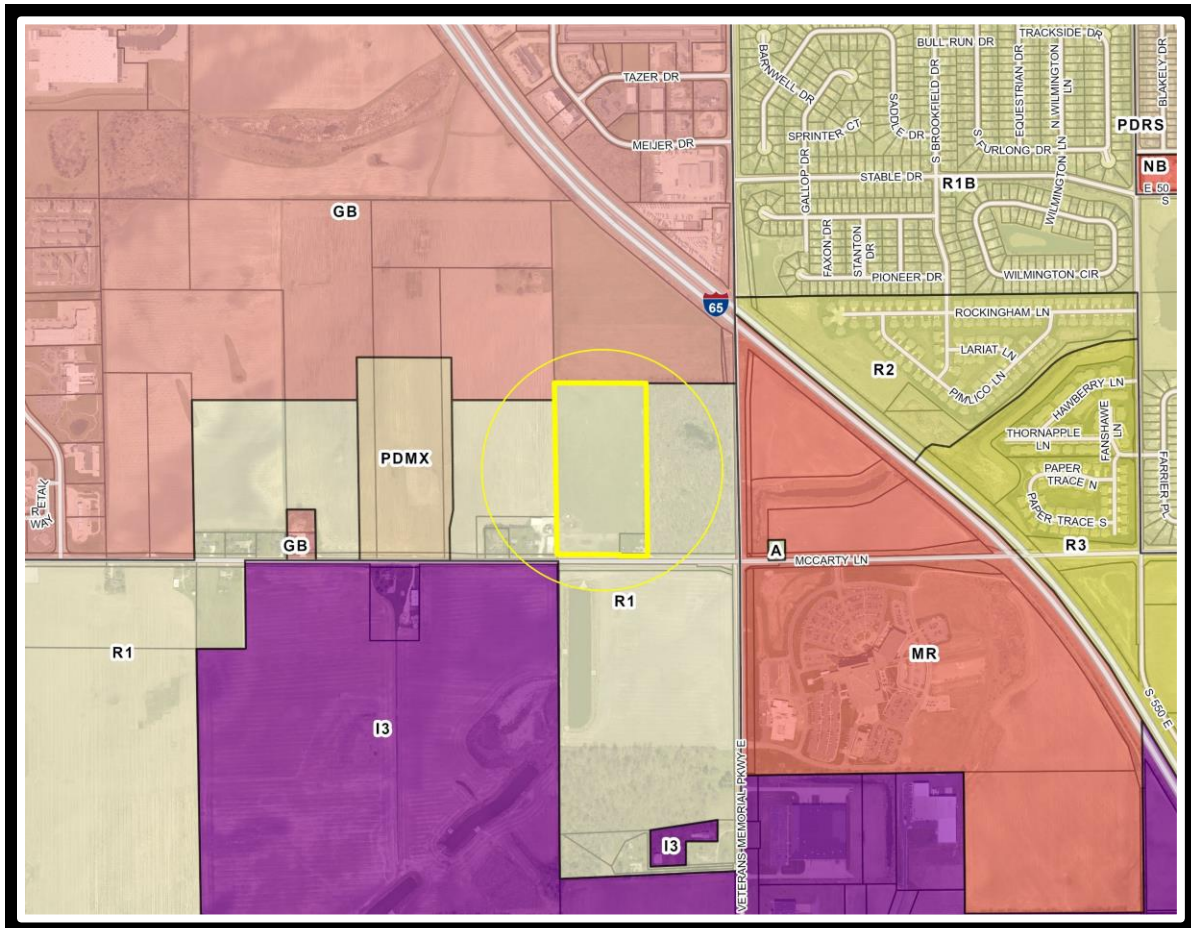 TRACKSIDE DR
BULL RUN DR
BARNWELL DR
TAZER DR
SADDLE DR
S BROOKFIELD DR
EQUESTRIAN DR
N WILMINGTON LN
BLAKELY DR
PDRS
SPRINTER CT
MEIJER DR
S FURLONG DR
NB
GALLOP DR
STABLE DR
R1B
WILMINGTON LN
E 50 S
GB
FAXON DR
STANTON DR
PIONEER DR
WILMINGTON CIR
65
ROCKINGHAM LN
LARIAT LN
R2
PIMLICO LN
HAWBERRY LN
THORNAPPLE LN
FANSHAWE LN
PDMX
PAPER TRACE N
FARRIER PL
RETAIL WAY
PAPER TRACE S
GB
A
R3
MCCARTY LN
R1
R1
MR
S 550 E
I3
VETERANS MEMORIAL PKWY E
I3